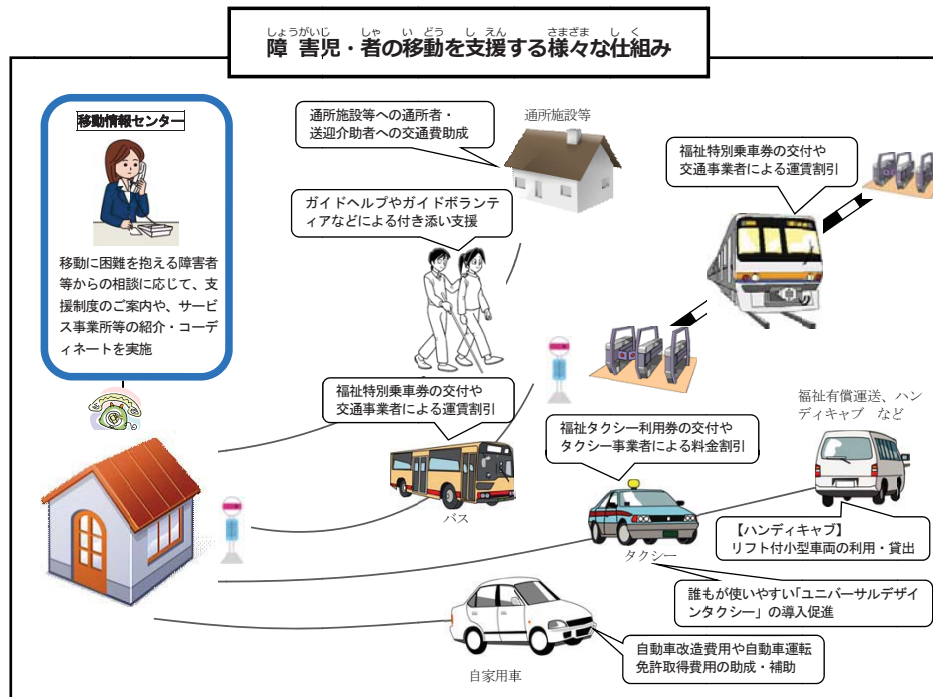 しょうがいじ しゃ い どう し えん さまざま し く
障害児・者の移動を支援する様々な仕組み
移動情報センター
移動に困難を抱える障害者
等からの相談に応じて、支
援制度のご案内や、サービ
ス事業所等の紹介・コーデ
ィネートを実施
通所施設等への通所者・
送迎介助者への交通費助成
通所施設等
福祉特別乗車券の交付や
交通事業者による運賃割引
ガイドヘルプやガイドボランテ
ィアなどによる付き添い支援
福祉特別乗車券の交付や
交通事業者による運賃割引
バス
福祉タクシー利用券の交付や
タクシー事業者による料金割引
タクシー
福祉有償運送、ハン
ディキャブ など
【ハンディキャブ】
リフト付小型車両の利用・貸出
誰もが使いやすい「ユニバーサルデザイ
ンタクシー」の導入促進
自動車改造費用や自動車運転
免許取得費用の助成・補助
自家用車